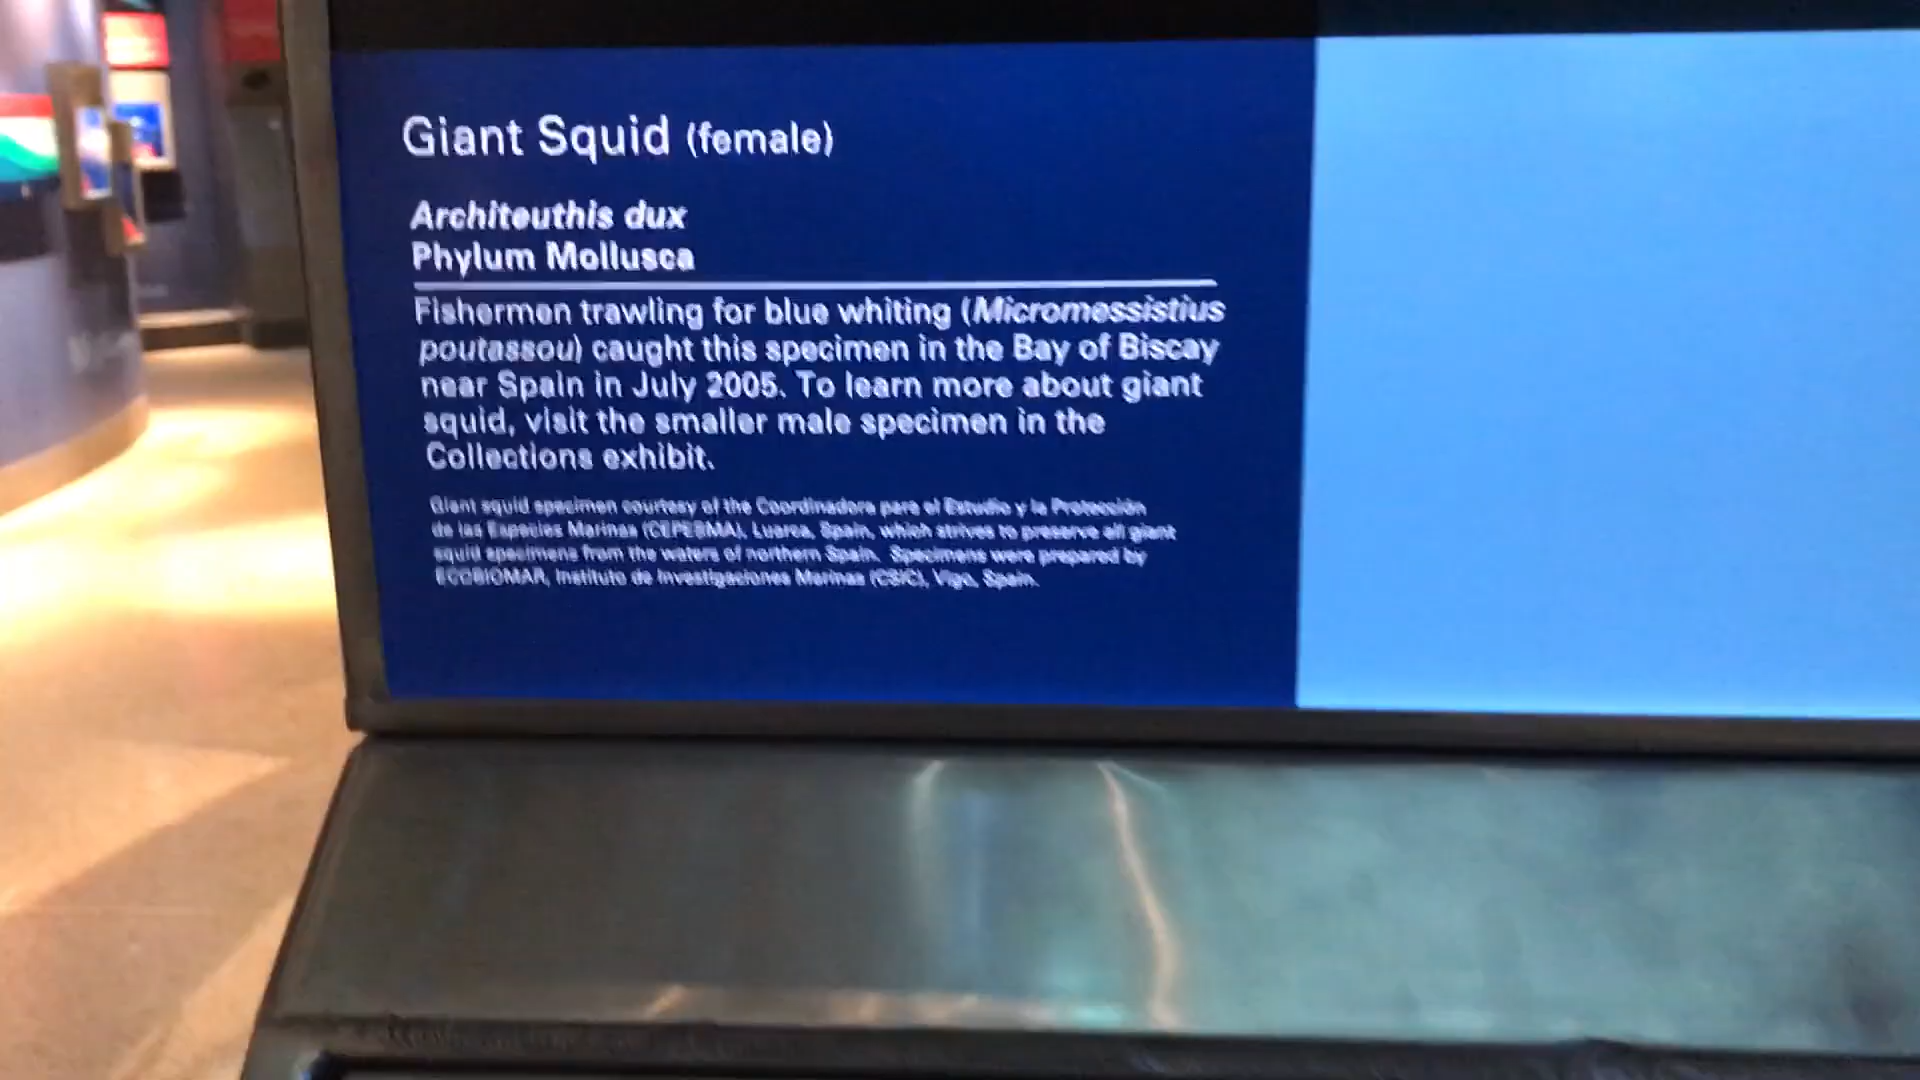 Giant Squid (female)
Architeuthis dux
Phylum Mollusca
Fishermen trawling for blue whiting (Micromessistius
poutassou) caught this specimen in the Bay of Biscay
near Spain in July 2005. To learn more about giant
squid, visit the smaller male specimen in the
Collections exhibit.
Giant squid specimen courtesy of the Coordinadora para el Estudio y la Protección
de las Especies Marinas (CEPESMA), Luarca, Spain, which strives to preserve all giant
squid specimens from the waters of northern Spain. Specimens were prepared by
ECOBIOMAR, Instituto de Investigaciones Marinas (CSIC), Vigo, Spain.